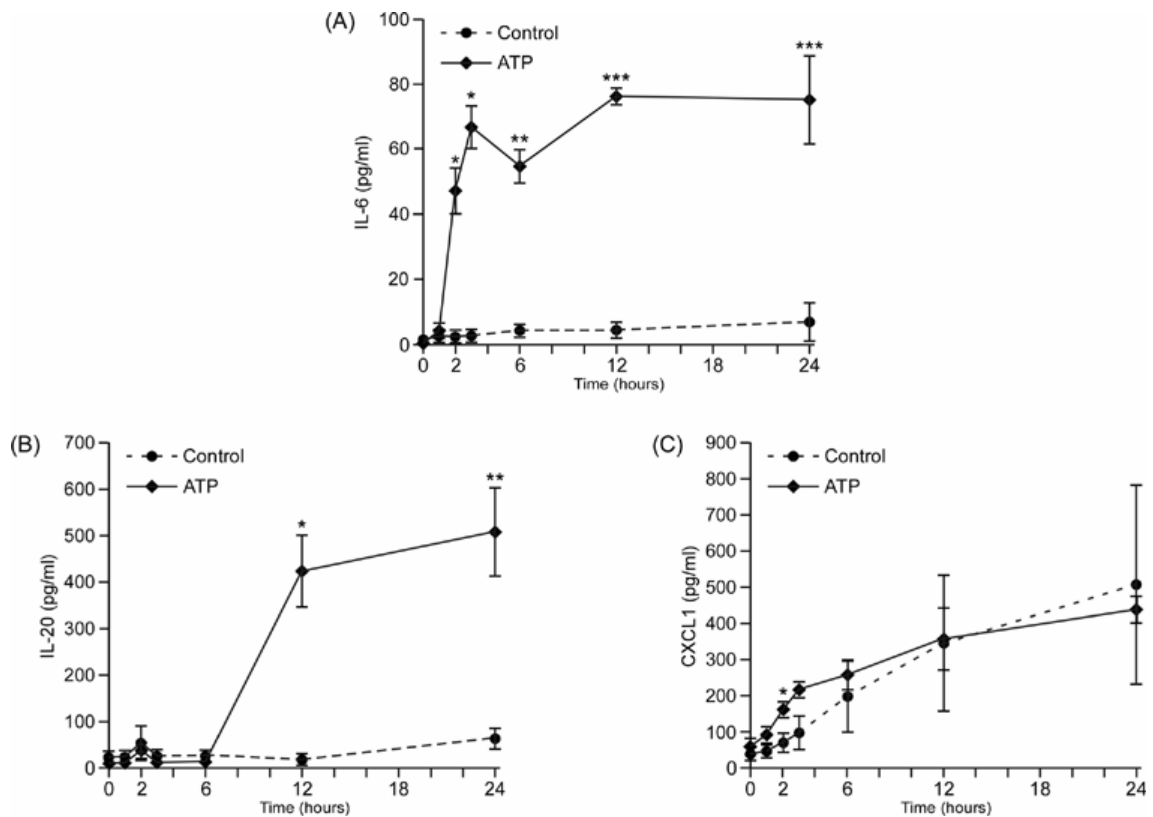 (A)
100
80
60
40
20
0
IL-6 (pg/ml)
Control
ATP
*
*
**
***
***
0 2 6 12 18 24
Time (hours)
(B)
700
600
500
400
300
200
100
0
IL-20 (pg/ml)
Control
ATP
*
**
0 2 6 12 18 24
Time (hours)
(C)
900
800
700
600
500
400
300
200
100
0
CXCL1 (pg/ml)
Control
ATP
*
0 2 6 12 18 24
Time (hours)